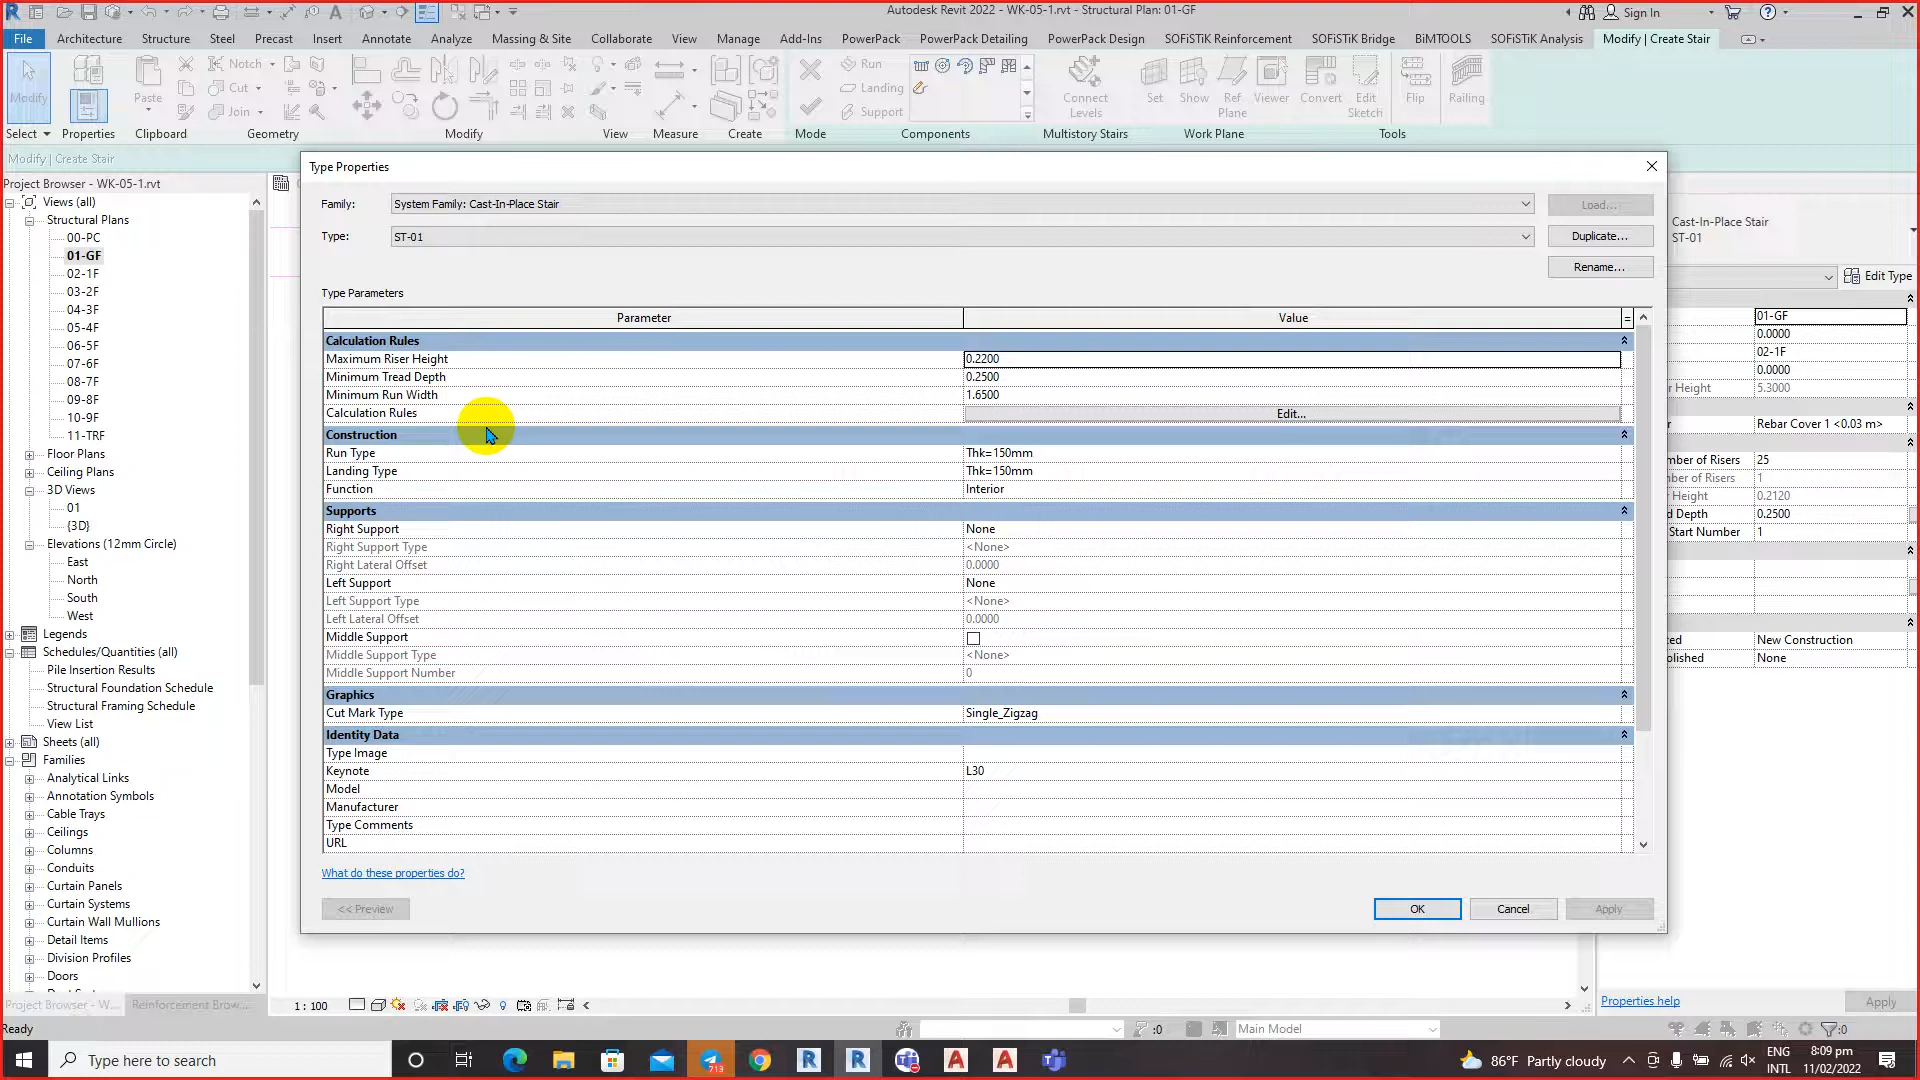 Autodesk Revit 2022 - WK-05-1.rvt - Structural Plan: 01-GF
Sign In
File Architecture Structure Steel Precast Insert Annotate Analyze Massing & Site Collaborate View Manage Add-Ins PowerPack PowerPack Detailing PowerPack Design SOFiSTiK Reinforcement SOFiSTiK Bridge BiMTOOLS SOFiSTiK Analysis Modify | Create Stair
Modify Paste Notch Cut Join Run Landing Support Connect Levels Set Show Ref Plane Viewer Convert Edit Sketch Flip Railing
Select Properties Clipboard Geometry Modify View Measure Create Mode Components Multistory Stairs Work Plane Tools
Modify | Create Stair
Project Browser - WK-05-1.rvt
Views (all)
Structural Plans
00-PC
01-GF
02-1F
03-2F
04-3F
05-4F
06-5F
07-6F
08-7F
09-8F
10-9F
11-TRF
Floor Plans
Ceiling Plans
3D Views
01
{3D}
Elevations (12mm Circle)
East
North
South
West
Legends
Schedules/Quantities (all)
Pile Insertion Results
Structural Foundation Schedule
Structural Framing Schedule
View List
Sheets (all)
Families
Analytical Links
Annotation Symbols
Cable Trays
Ceilings
Columns
Conduits
Curtain Panels
Curtain Systems
Curtain Wall Mullions
Detail Items
Division Profiles
Doors
Project Browser - W...
Reinforcement Brow...
Type Properties
Family: System Family: Cast-In-Place Stair Load...
Type: ST-01 Duplicate...
Rename...
Type Parameters
Parameter Value =
Calculation Rules
Maximum Riser Height 0.2200
Minimum Tread Depth 0.2500
Minimum Run Width 1.6500
Calculation Rules Edit...
Construction
Run Type Thk=150mm
Landing Type Thk=150mm
Function Interior
Supports
Right Support None
Right Support Type <None>
Right Lateral Offset 0.0000
Left Support None
Left Support Type <None>
Left Lateral Offset 0.0000
Middle Support
Middle Support Type <None>
Middle Support Number 0
Graphics
Cut Mark Type Single_Zigzag
Identity Data
Type Image
Keynote L30
Model
Manufacturer
Type Comments
URL
What do these properties do?
<< Preview OK Cancel Apply
Cast-In-Place Stair
ST-01
Edit Type
01-GF
0.0000
02-1F
0.0000
r Height 5.3000
r Rebar Cover 1 <0.03 m>
mber of Risers 25
ber of Risers 1
r Height 0.2120
d Depth 0.2500
Start Number 1
ed New Construction
olished None
Properties help Apply
1 : 100
Ready :0 Main Model :0
Type here to search
713
86°F Partly cloudy
ENG
INTL
8:09 pm
11/02/2022